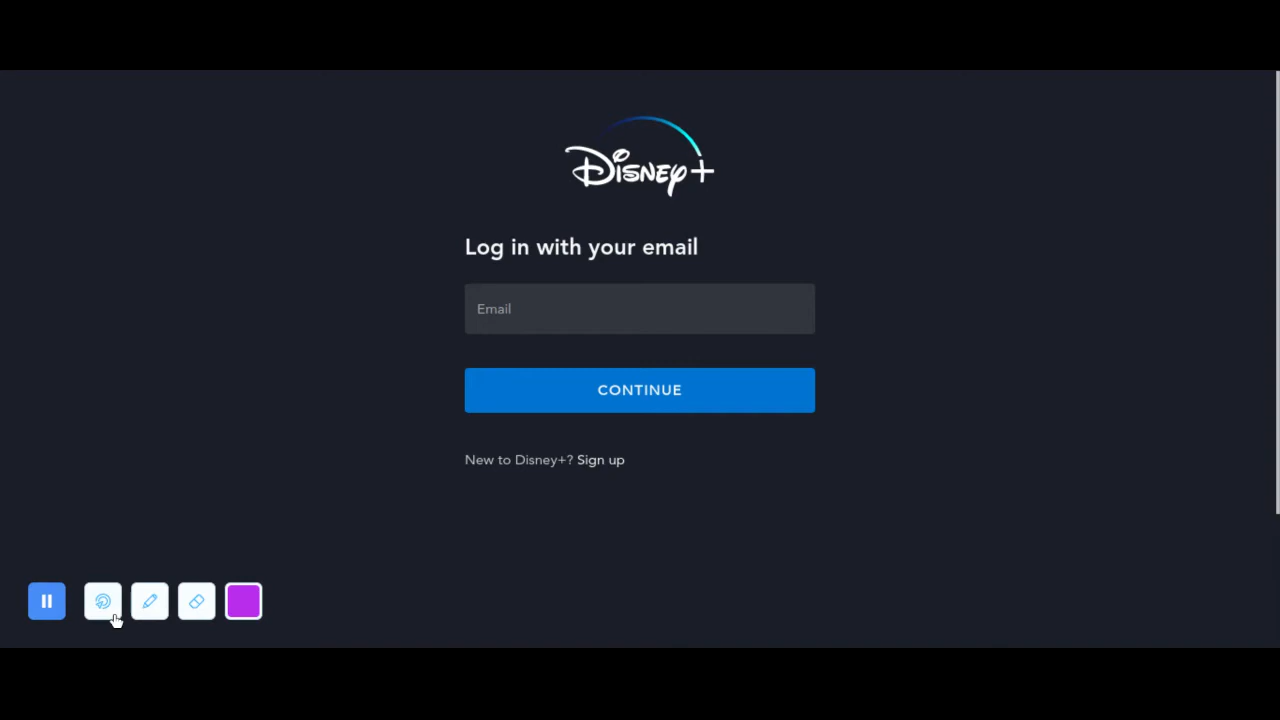 Disney+
Log in with your email
Email
CONTINUE
New to Disney+? Sign up